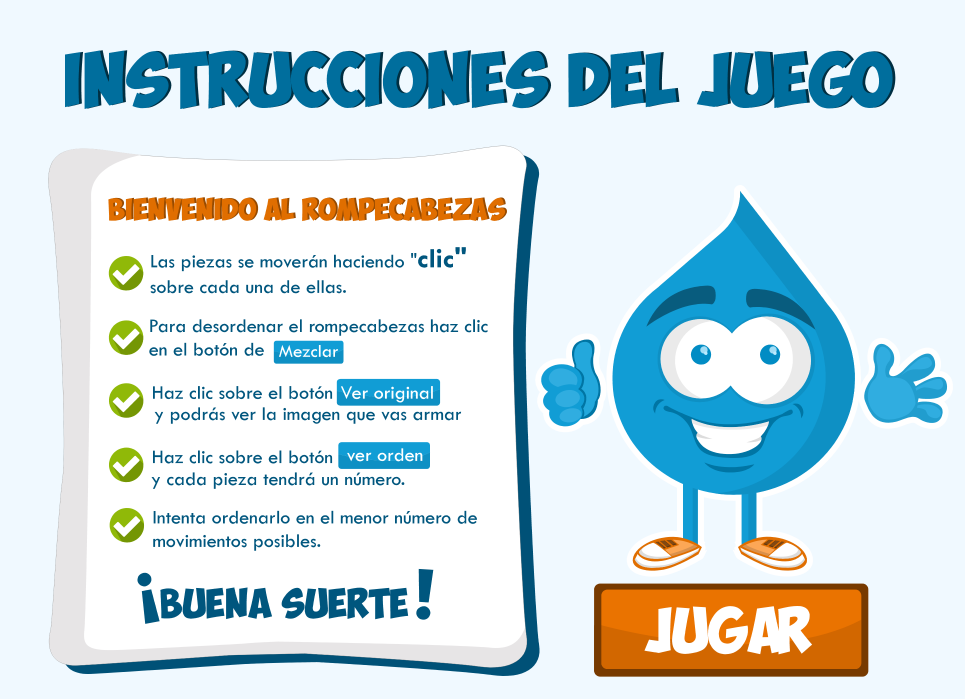 INSTRUCCIONES DEL JUEGO
BIENVENIDO AL ROMPECABEZAS
Las piezas se moverán haciendo "clic"
sobre cada una de ellas.
Para desordenar el rompecabezas haz clic
en el botón de Mezclar
Haz clic sobre el botón Ver original
y podrás ver la imagen que vas armar
Haz clic sobre el botón ver orden
y cada pieza tendrá un número.
Intenta ordenarlo en el menor número de
movimientos posibles.
¡BUENA SUERTE!
JUGAR